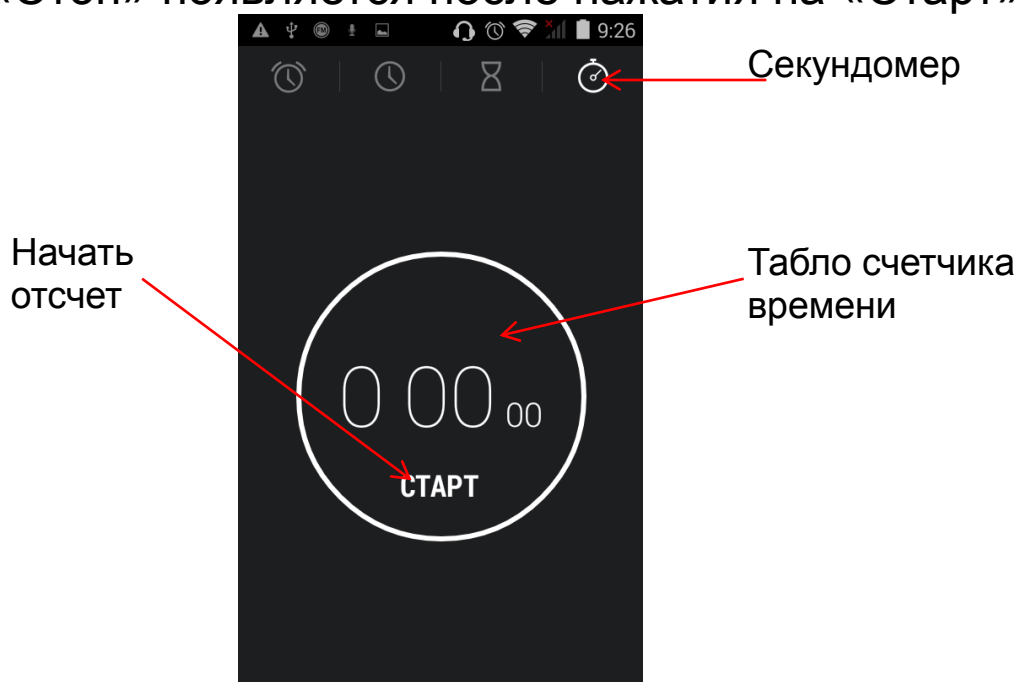 «Стоп» появляется после нажатия на «Старт»
9:26
Секундомер
Начать
отсчет
Табло счетчика
времени
0 00 00
СТАРТ